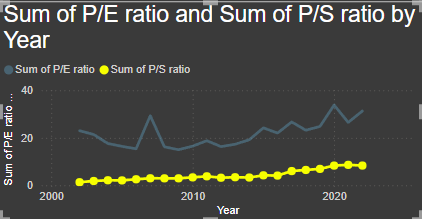 Sum of P/E ratio and Sum of P/S ratio by
Year
Sum of P/E ratio Sum of P/S ratio
Sum of P/E ratio ...
40
20
0
2000 2010 2020
Year